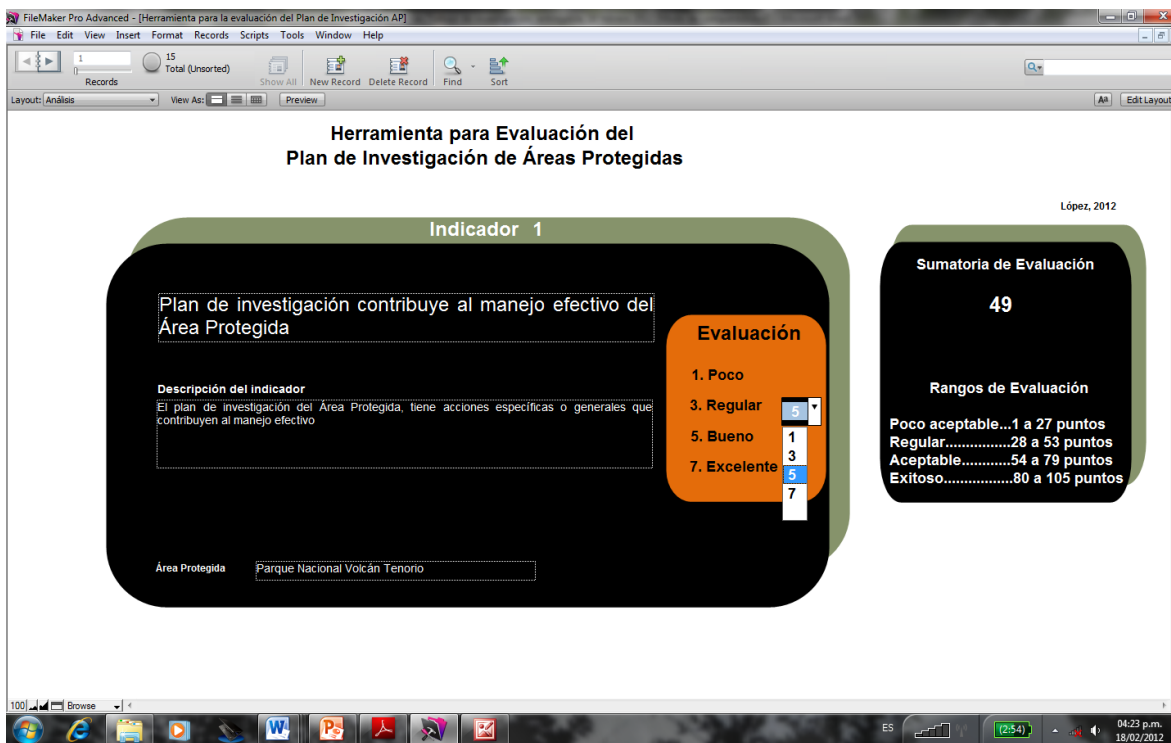 FileMaker Pro Advanced - [Herramienta para la evaluación del Plan de Investigación AP]
File Edit View Insert Format Records Scripts Tools Window Help
1
Records
15
Total (Unsorted)
Show All
New Record
Delete Record
Find
Sort
Layout: Análisis
View As:
Preview
Aa
Edit Layout
Herramienta para Evaluación del
Plan de Investigación de Áreas Protegidas
López, 2012
Indicador 1
Plan de investigación contribuye al manejo efectivo del
Área Protegida
Descripción del indicador
El plan de investigación del Área Protegida, tiene acciones específicas o generales que
contribuyen al manejo efectivo
Área Protegida
Parque Nacional Volcán Tenorio
Evaluación
1. Poco
3. Regular
5. Bueno
7. Excelente
5
1
3
5
7
Sumatoria de Evaluación
49
Rangos de Evaluación
Poco aceptable...1 a 27 puntos
Regular................28 a 53 puntos
Aceptable............54 a 79 puntos
Exitoso.................80 a 105 puntos
100
Browse
ES
(2:54)
04:23 p.m.
18/02/2012